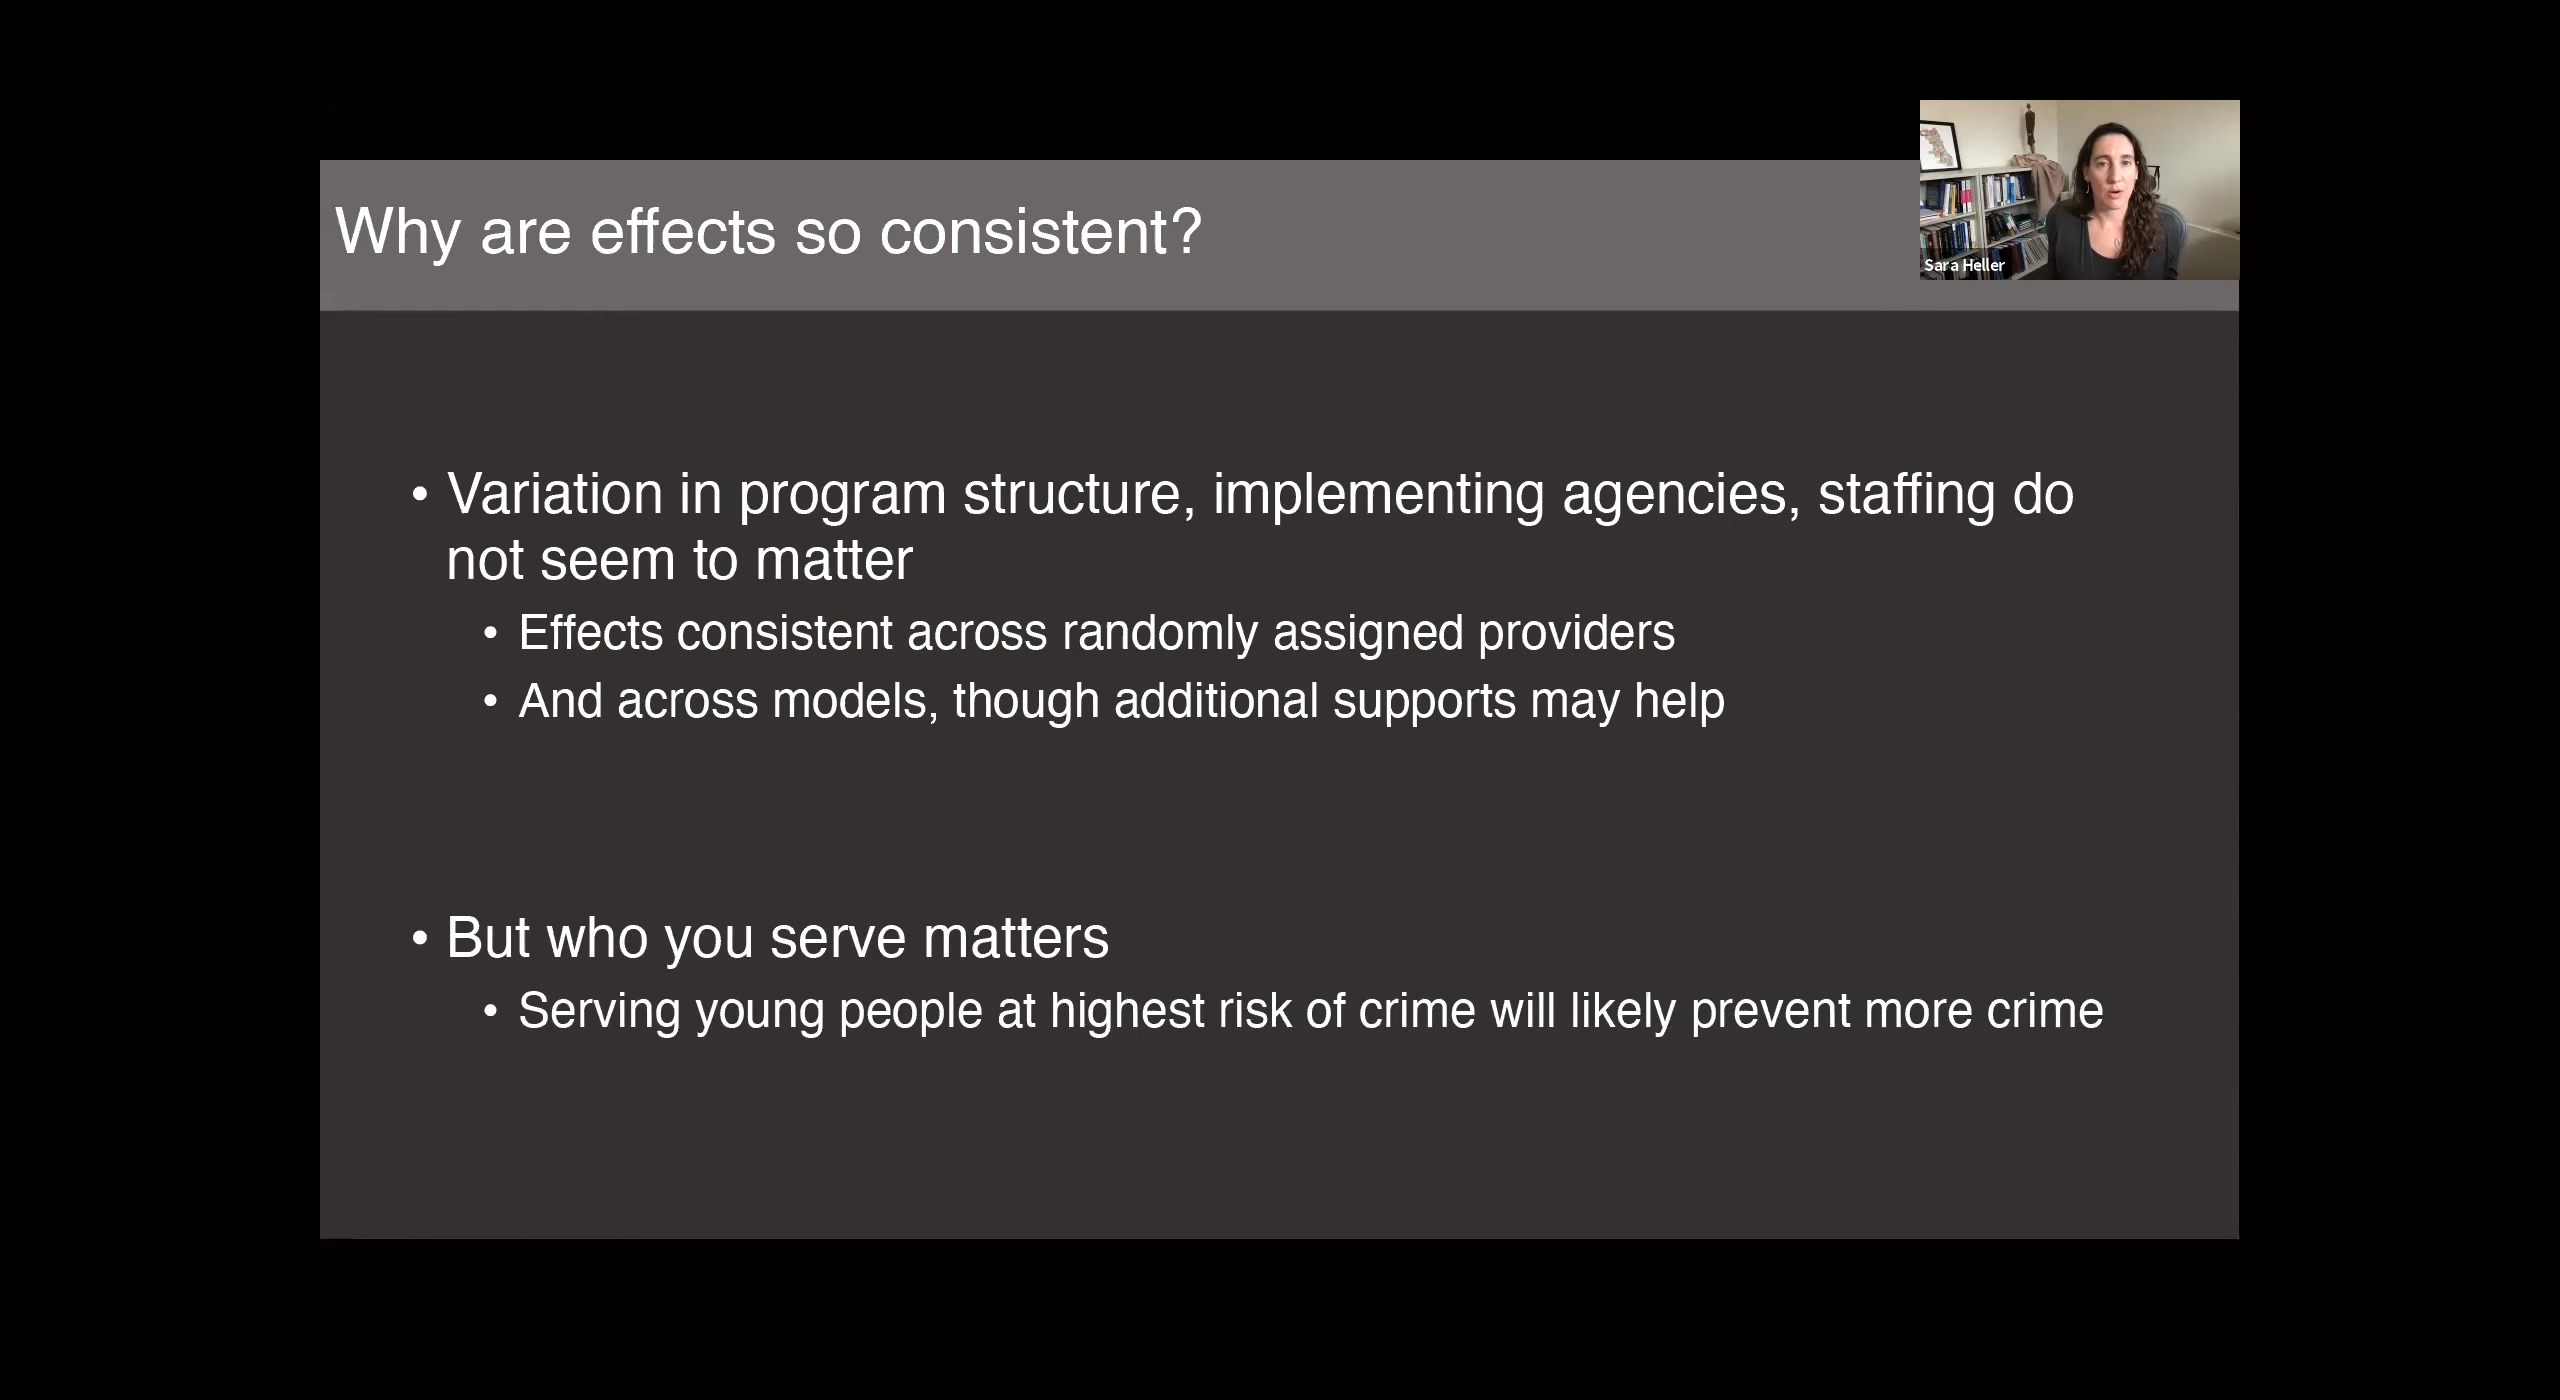 Why are effects so consistent?
Sara Heller
• Variation in program structure, implementing agencies, staffing do
not seem to matter
• Effects consistent across randomly assigned providers
• And across models, though additional supports may help
• But who you serve matters
• Serving young people at highest risk of crime will likely prevent more crime